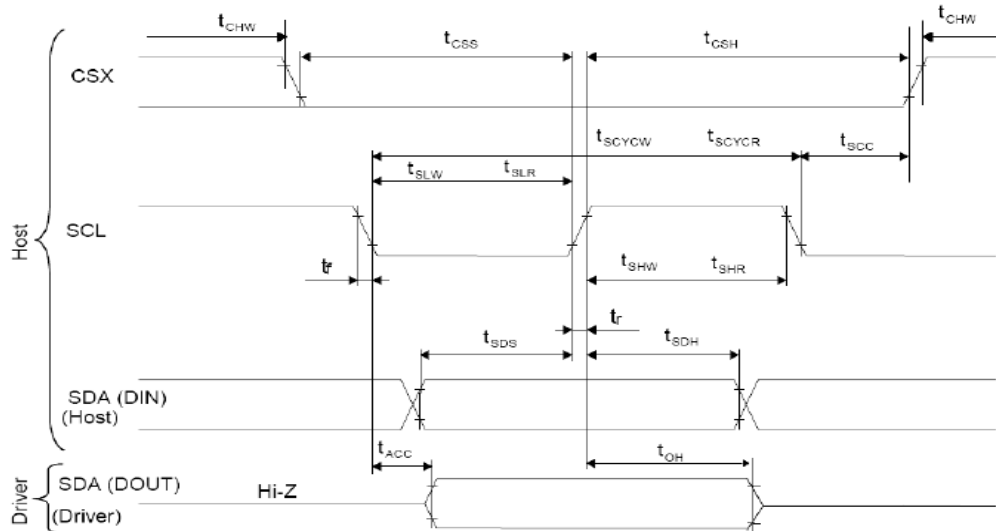 tCHW tCHW
tCSS tCSH
CSX
tSCYCW tSCYCR tSCC
tSLW tSLR
Host
SCL
tf tSHW tSHR
tr
tSDS tSDH
SDA (DIN)
(Host)
tACC tOH
Driver
SDA (DOUT) Hi-Z
(Driver)